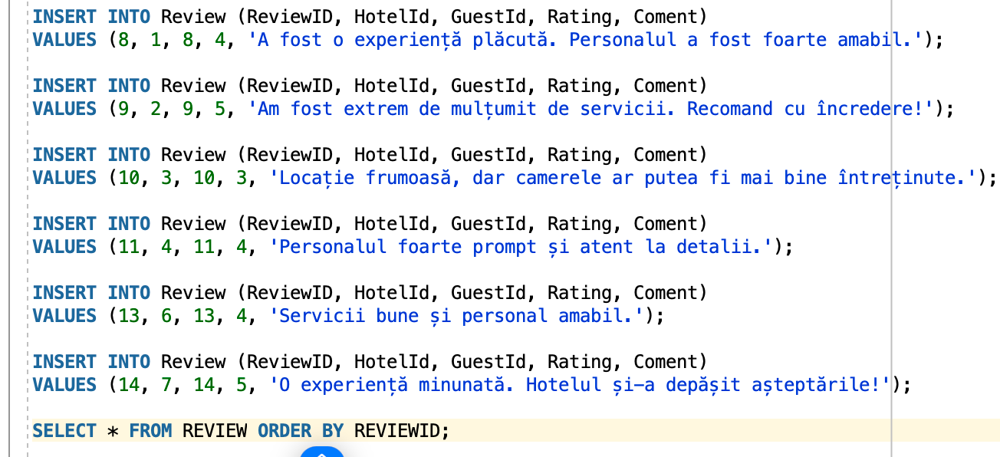 INSERT INTO Review (ReviewID, HotelId, GuestId, Rating, Coment)
VALUES (8, 1, 8, 4, 'A fost o experiență plăcută. Personalul a fost foarte amabil.');
INSERT INTO Review (ReviewID, HotelId, GuestId, Rating, Coment)
VALUES (9, 2, 9, 5, 'Am fost extrem de mulțumit de servicii. Recomand cu încredere!');
INSERT INTO Review (ReviewID, HotelId, GuestId, Rating, Coment)
VALUES (10, 3, 10, 3, 'Locație frumoasă, dar camerele ar putea fi mai bine întreținute.');
INSERT INTO Review (ReviewID, HotelId, GuestId, Rating, Coment)
VALUES (11, 4, 11, 4, 'Personalul foarte prompt și atent la detalii.');
INSERT INTO Review (ReviewID, HotelId, GuestId, Rating, Coment)
VALUES (13, 6, 13, 4, 'Servicii bune și personal amabil.');
INSERT INTO Review (ReviewID, HotelId, GuestId, Rating, Coment)
VALUES (14, 7, 14, 5, 'O experiență minunată. Hotelul și-a depășit așteptările!');
SELECT * FROM REVIEW ORDER BY REVIEWID;